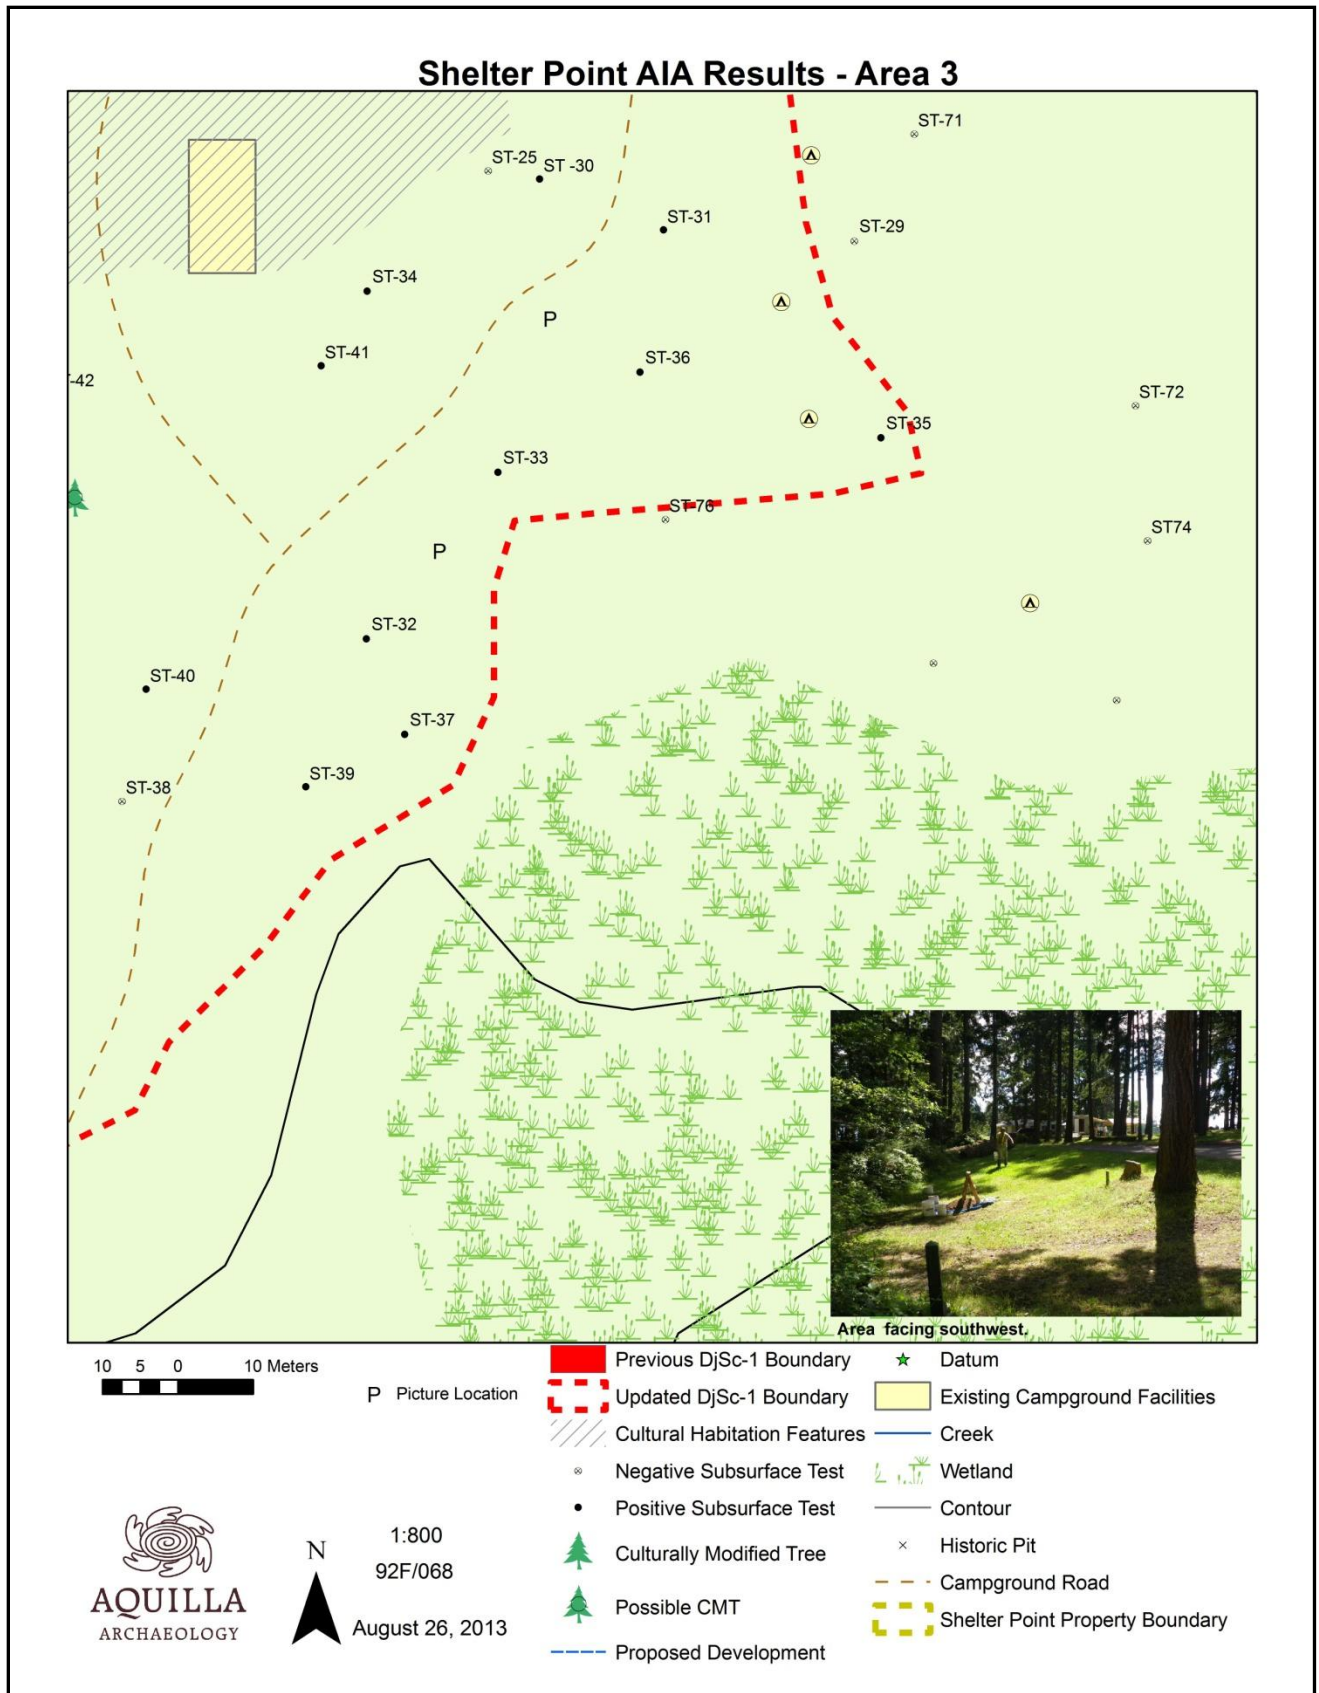 Shelter Point AIA Results - Area 3
ST-71
ST-25
ST -30
ST-31
ST-29
ST-34
P
ST-41
ST-36
-42
ST-72
ST-35
ST-33
ST-76
ST74
P
ST-32
ST-40
ST-37
ST-39
ST-38
Area facing southwest.
10 5 0 10 Meters
P Picture Location
Previous DjSc-1 Boundary
Updated DjSc-1 Boundary
Cultural Habitation Features
Negative Subsurface Test
Positive Subsurface Test
Culturally Modified Tree
Possible CMT
Proposed Development
Datum
Existing Campground Facilities
Creek
Wetland
Contour
Historic Pit
Campground Road
Shelter Point Property Boundary
AQUILLA
ARCHAEOLOGY
N
1:800
92F/068
August 26, 2013